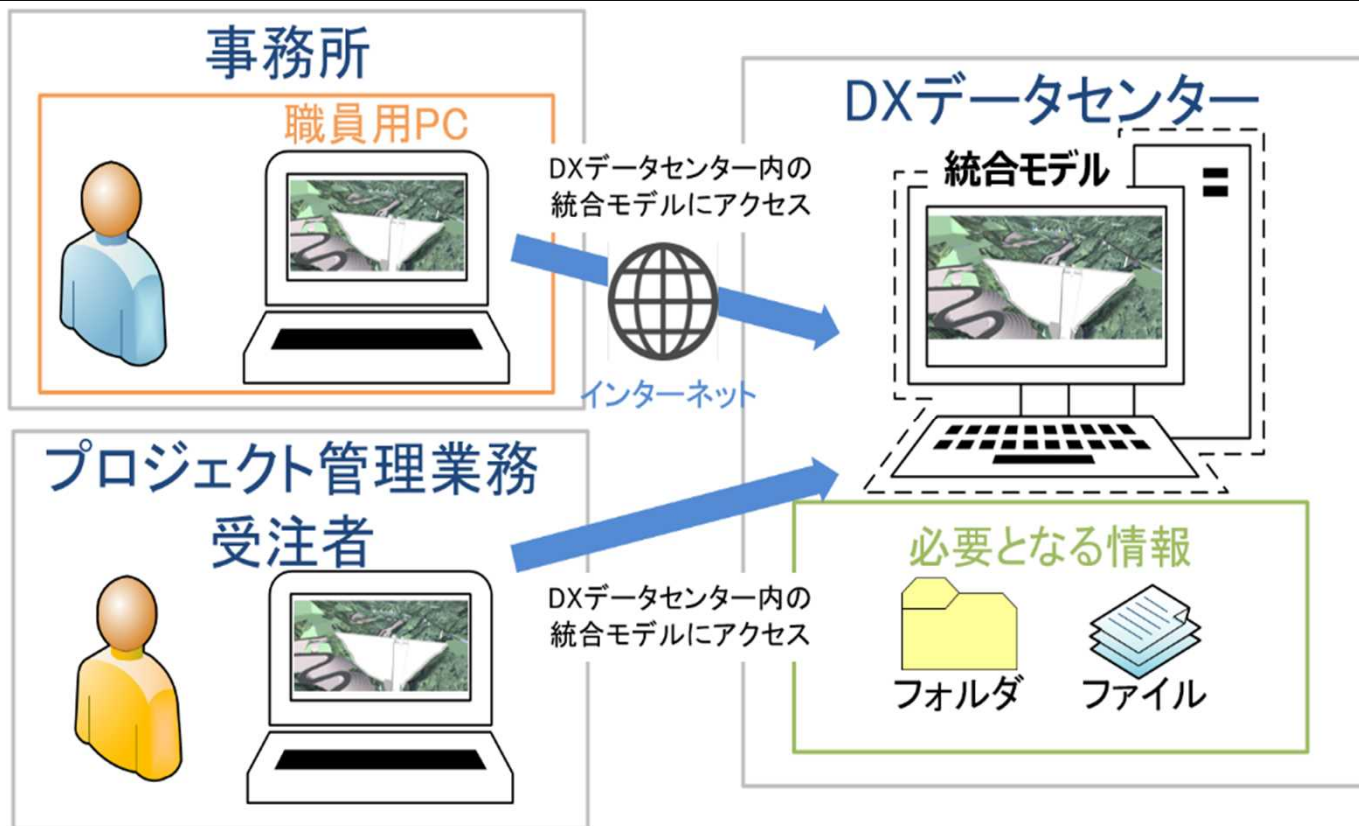 事務所
職員用PC
DXデータセンター内の
統合モデルにアクセス
インターネット
プロジェクト管理業務
受注者
DXデータセンター内の
統合モデルにアクセス
DXデータセンター
統合モデル
必要となる情報
フォルダ
ファイル